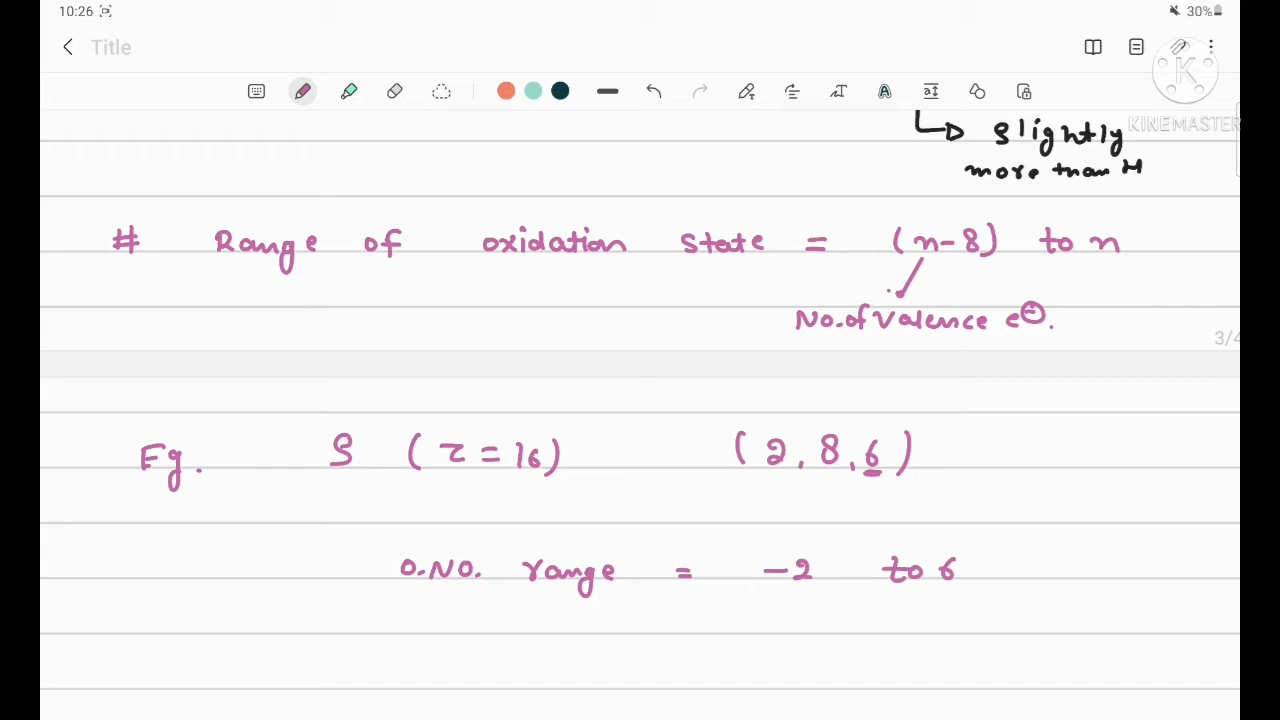 10:26 30%
Title
KINEMASTER
slightly
more than H
# Range of oxidation state = (n-8) to n
No. of valence e⊖.
3/4
Eg. S (Z = 16) (2, 8, 6)
O.NO. range = -2 to 6